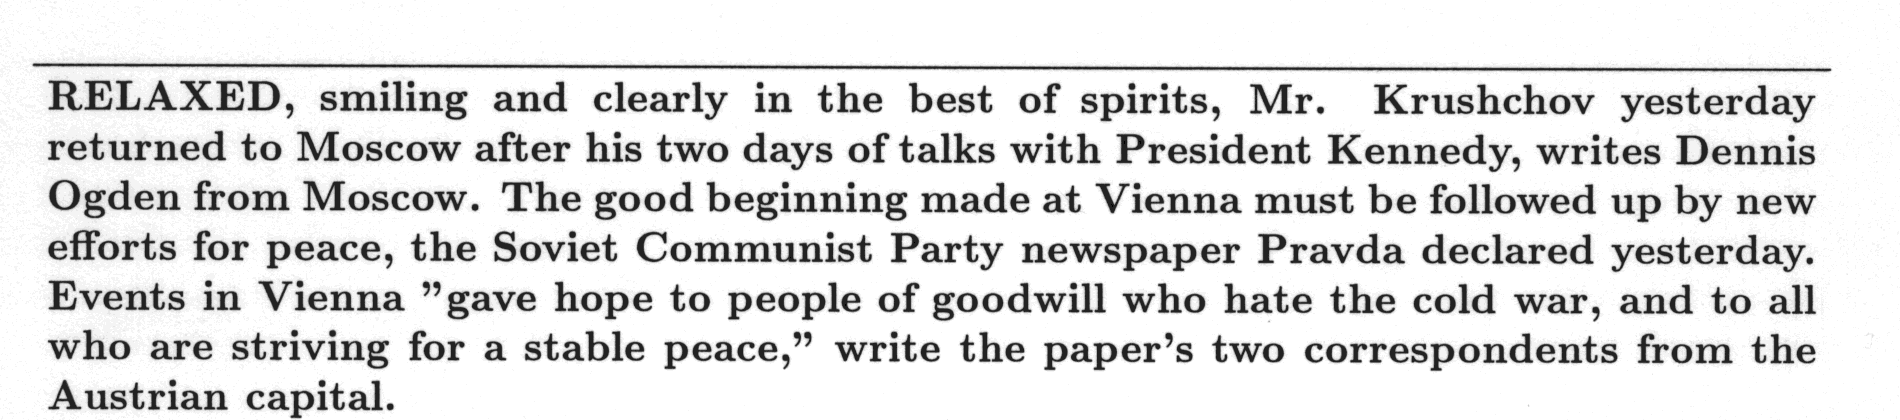 RELAXED, smiling and clearly in the best of spirits, Mr. Krushchov yesterday
returned to Moscow after his two days of talks with President Kennedy, writes Dennis
Ogden from Moscow. The good beginning made at Vienna must be followed up by new
efforts for peace, the Soviet Communist Party newspaper Pravda declared yesterday.
Events in Vienna ”gave hope to people of goodwill who hate the cold war, and to all
who are striving for a stable peace,” write the paper’s two correspondents from the
Austrian capital.